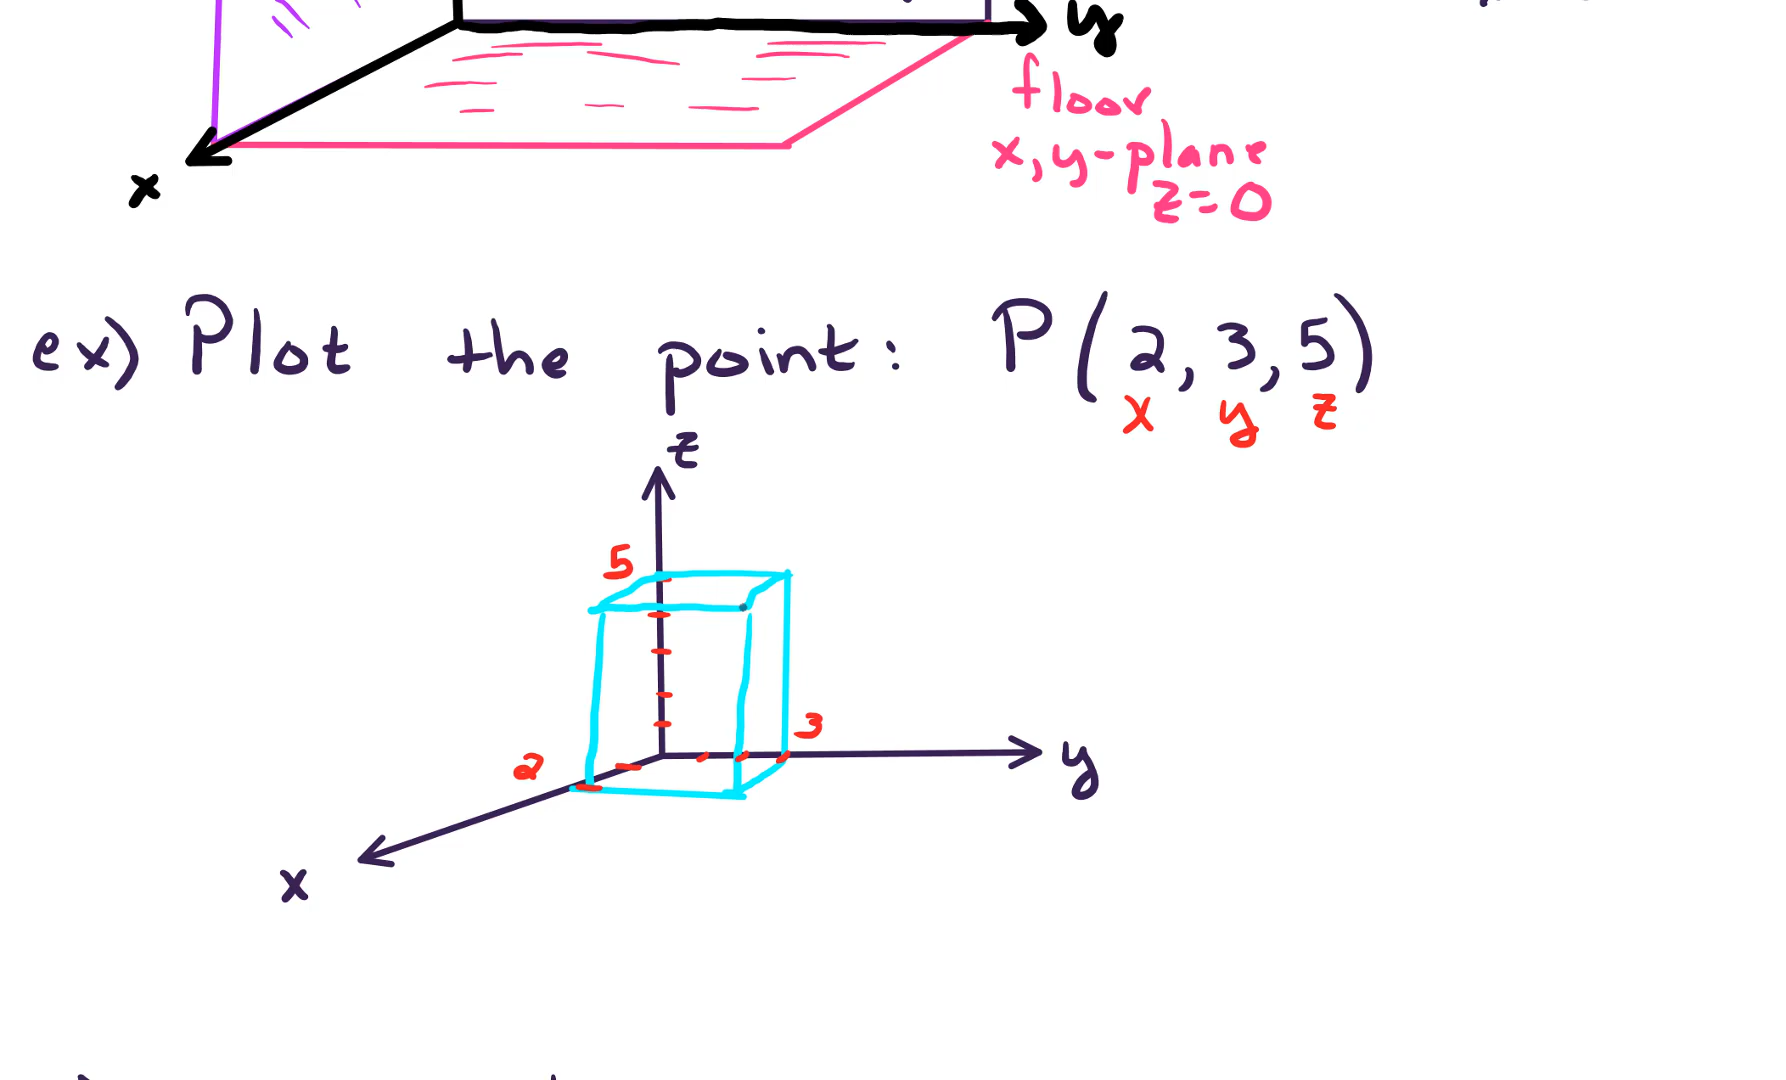 y
floor
x, y-plane
z=0
x
ex) Plot the point: P(2, 3, 5)
x y z
z
5
3
2
y
x